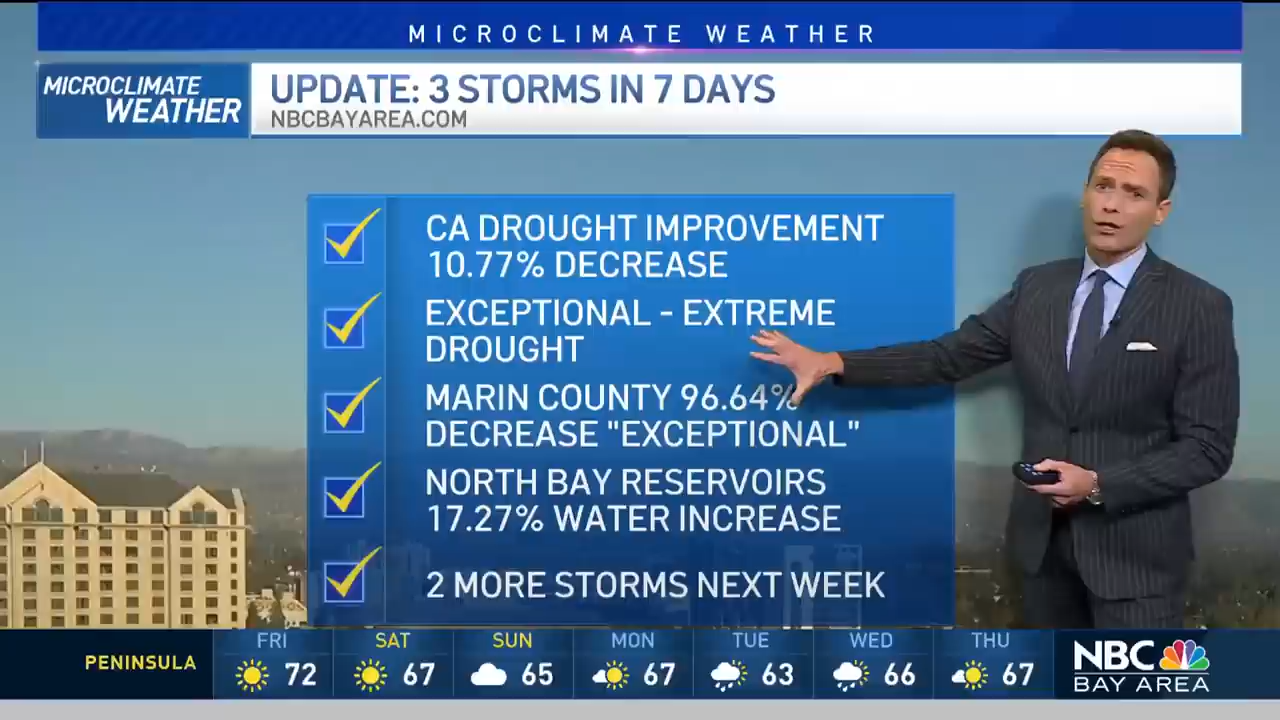 MICROCLIMATE WEATHER
MICROCLIMATE
WEATHER
UPDATE: 3 STORMS IN 7 DAYS
NBCBAYAREA.COM
CA DROUGHT IMPROVEMENT
10.77% DECREASE
EXCEPTIONAL - EXTREME
DROUGHT
MARIN COUNTY 96.64%
DECREASE "EXCEPTIONAL"
NORTH BAY RESERVOIRS
17.27% WATER INCREASE
2 MORE STORMS NEXT WEEK
PENINSULA
FRI SAT SUN MON TUE WED THU
72 67 65 67 63 66 67
NBC
BAY AREA